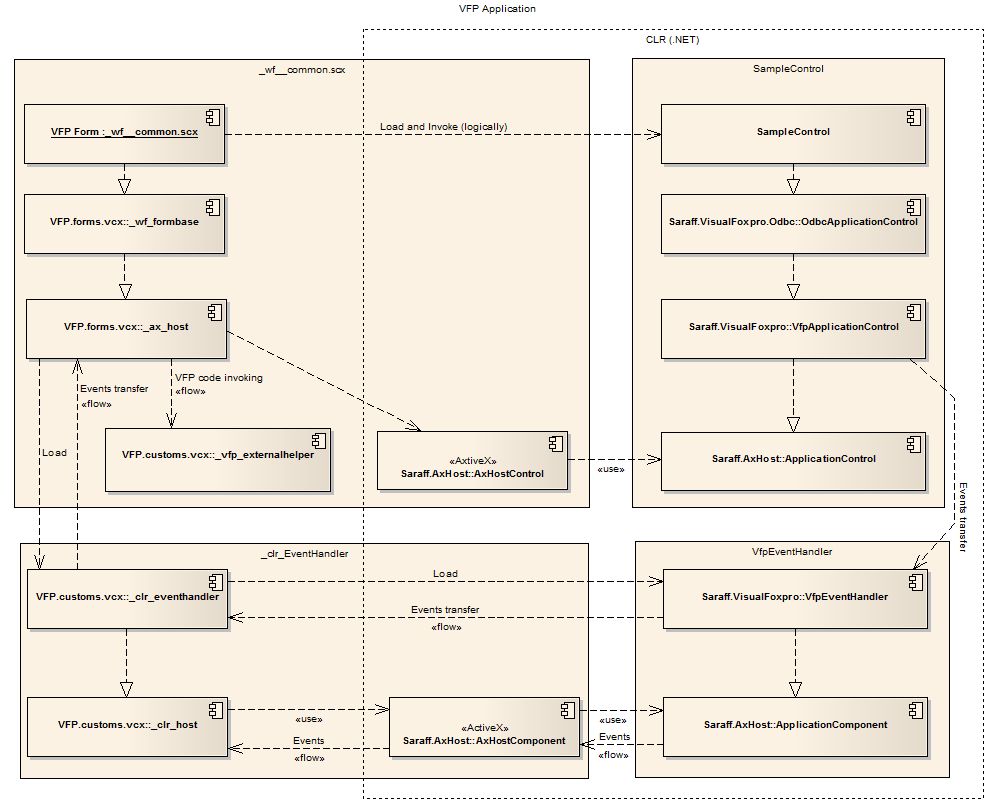 VFP Application
CLR (.NET)
_wf__common.scx
SampleControl
VFP Form :_wf__common.scx
Load and Invoke (logically)
SampleControl
VFP.forms.vcx::_wf_formbase
Saraff.VisualFoxpro.Odbc::OdbcApplicationControl
VFP.forms.vcx::_ax_host
Saraff.VisualFoxpro::VfpApplicationControl
Events transfer
«flow»
VFP code invoking
«flow»
Load
VFP.customs.vcx::_vfp_externalhelper
«AxtiveX»
Saraff.AxHost::AxHostControl
«use»
Saraff.AxHost::ApplicationControl
Events transfer
_clr_EventHandler
VfpEventHandler
VFP.customs.vcx::_clr_eventhandler
Load
Saraff.VisualFoxpro::VfpEventHandler
Events transfer
«flow»
VFP.customs.vcx::_clr_host
«use»
Events
«flow»
«ActiveX»
Saraff.AxHost::AxHostComponent
«use»
Events
«flow»
Saraff.AxHost::ApplicationComponent